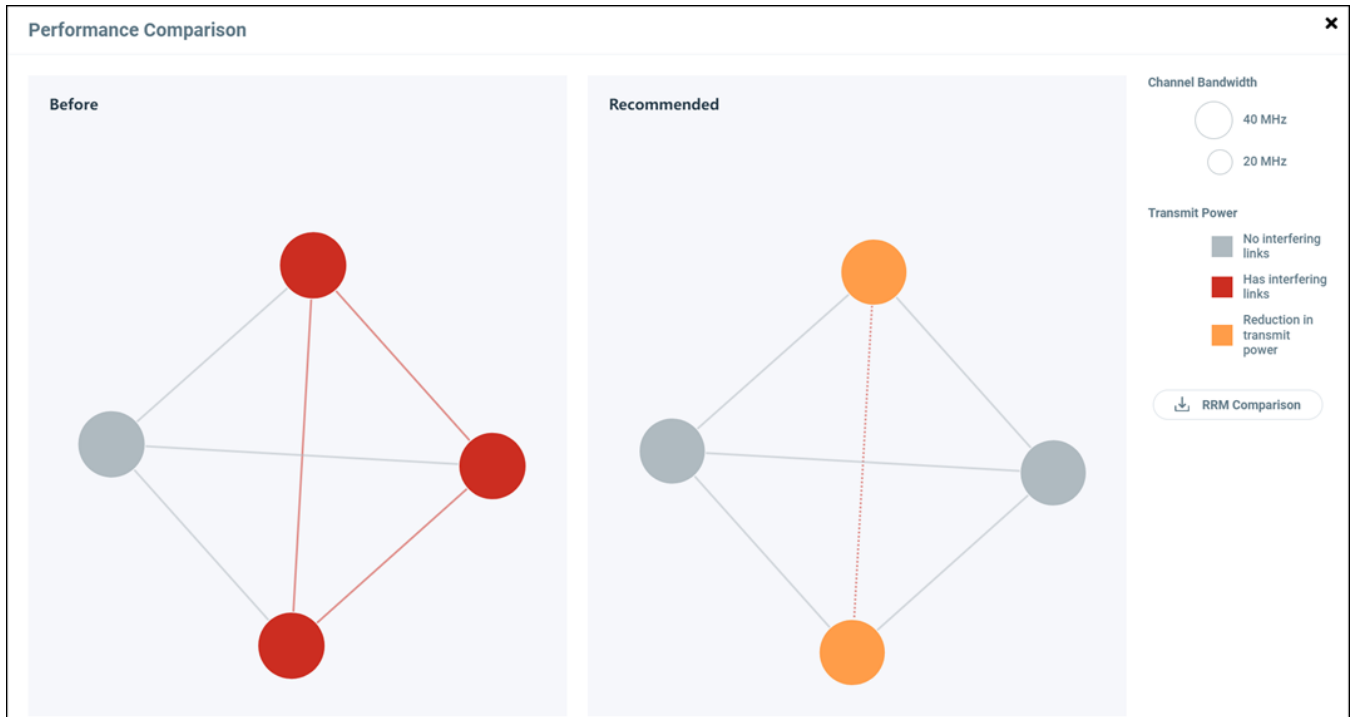 Performance Comparison
Before
Recommended
Channel Bandwidth
40 MHz
20 MHz
Transmit Power
No interfering
links
Has interfering
links
Reduction in
transmit
power
RRM Comparison